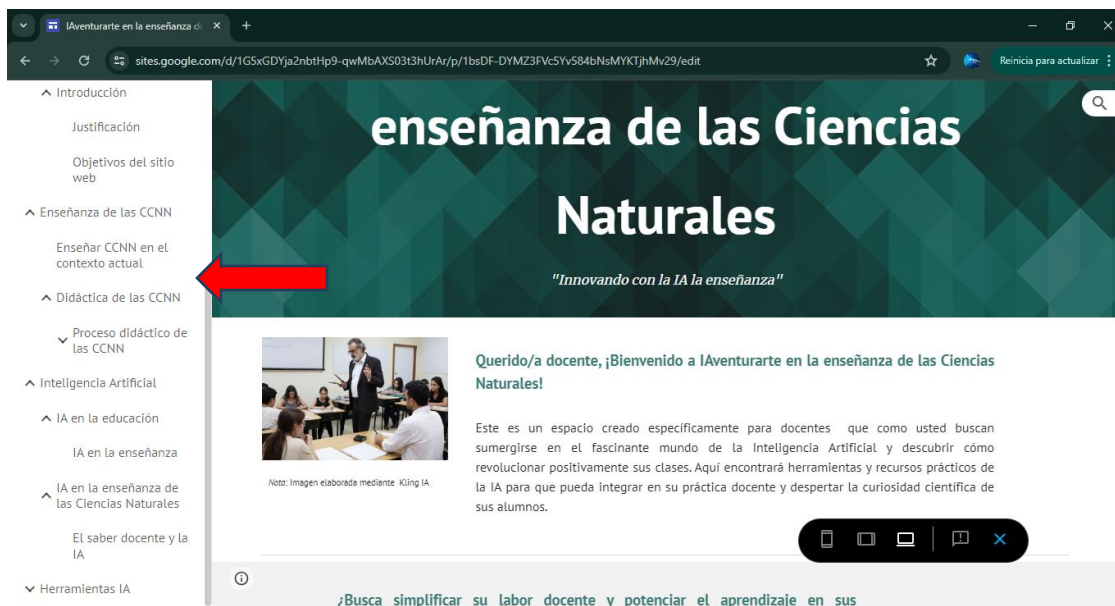 IAventurarte en la enseñanza de
sites.google.com/d/1G5xGDYja2nbtHp9-qwMbAXS03t3hUrAr/p/1bsDF-DYMZ3FVc5Yv584bNsMYKTjhMv29/edit
Reinicia para actualizar
Introducción
Justificación
Objetivos del sitio
web
Enseñanza de las CCNN
Enseñar CCNN en el
contexto actual
Didáctica de las CCNN
Proceso didáctico de
las CCNN
Inteligencia Artificial
IA en la educación
IA en la enseñanza
IA en la enseñanza de
las Ciencias Naturales
El saber docente y la
IA
Herramientas IA
enseñanza de las Ciencias
Naturales
"Innovando con la IA la enseñanza"
Nota: Imagen elaborada mediante Kling IA
Querido/a docente, ¡Bienvenido a IAventurarte en la enseñanza de las Ciencias
Naturales!
Este es un espacio creado específicamente para docentes que como usted buscan
sumergirse en el fascinante mundo de la Inteligencia Artificial y descubrir cómo
revolucionar positivamente sus clases. Aquí encontrará herramientas y recursos prácticos de
la IA para que pueda integrar en su práctica docente y despertar la curiosidad científica de
sus alumnos.
¿Busca simplificar su labor docente y potenciar el aprendizaje en sus